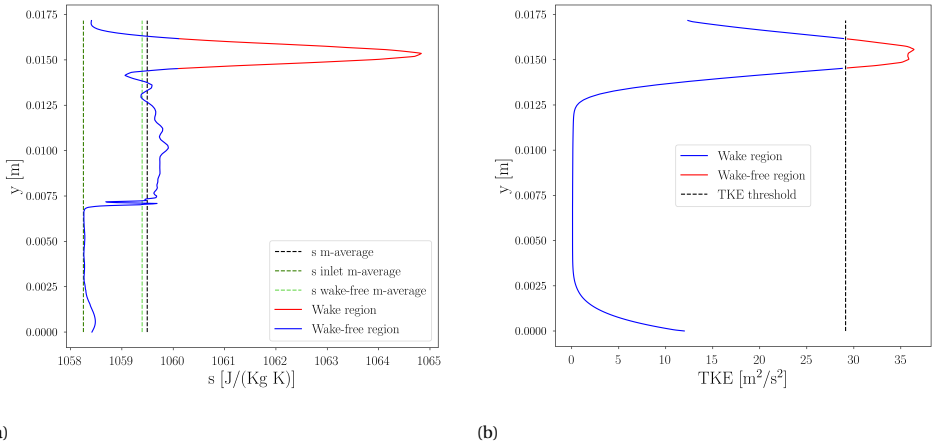 0.0175
0.0150
0.0125
0.0100
0.0075
0.0050
0.0025
0.0000
y [m]
s m-average
s inlet m-average
s wake-free m-average
Wake region
Wake-free region
1058 1059 1060 1061 1062 1063 1064 1065
s [J/(Kg K)]
0.0175
0.0150
0.0125
0.0100
0.0075
0.0050
0.0025
0.0000
y [m]
Wake region
Wake-free region
TKE threshold
0 5 10 15 20 25 30 35
TKE [m²/s²]
(b)